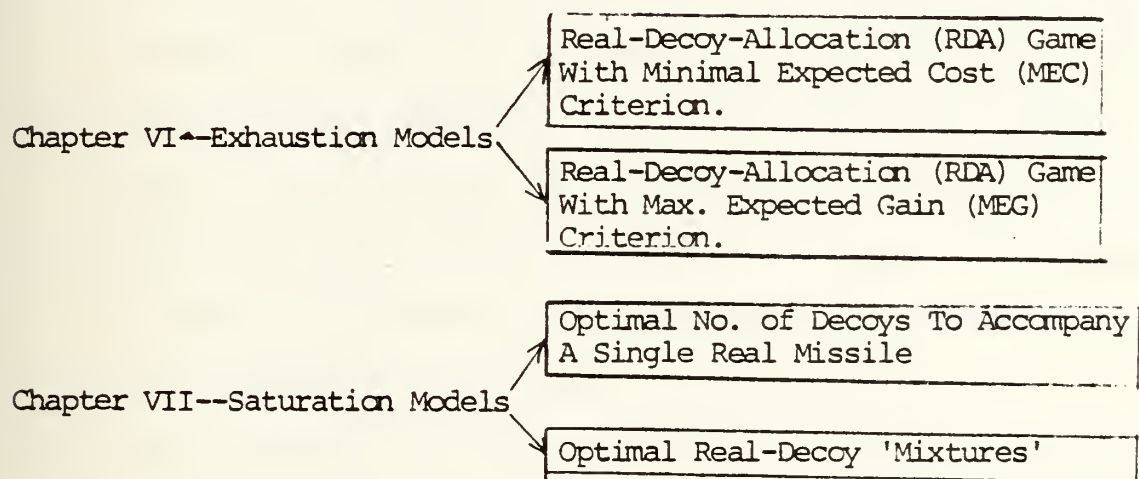 Real-Decoy-Allocation (RDA) Game
With Minimal Expected Cost (MEC)
Criterion.
Chapter VI--Exhaustion Models
Real-Decoy-Allocation (RDA) Game
With Max. Expected Gain (MEG)
Criterion.
Optimal No. of Decoys To Accompany
A Single Real Missile
Chapter VII--Saturation Models
Optimal Real-Decoy 'Mixtures'